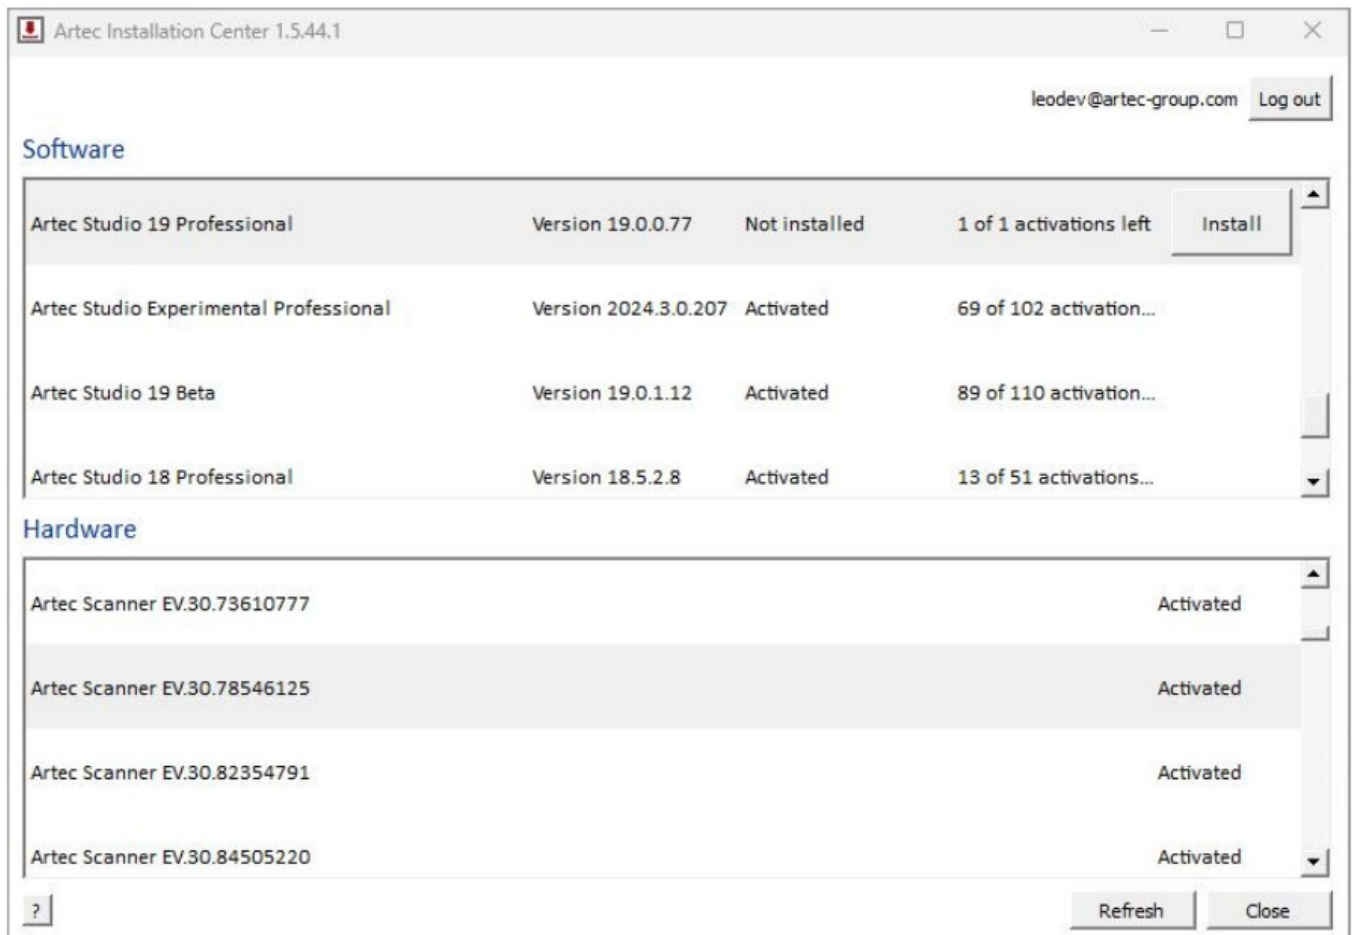 Artec Installation Center 1.5.44.1
leodev@artec-group.com Log out
Software
Artec Studio 19 Professional Version 19.0.0.77 Not installed 1 of 1 activations left Install
Artec Studio Experimental Professional Version 2024.3.0.207 Activated 69 of 102 activation...
Artec Studio 19 Beta Version 19.0.1.12 Activated 89 of 110 activation...
Artec Studio 18 Professional Version 18.5.2.8 Activated 13 of 51 activations...
Hardware
Artec Scanner EV.30.73610777 Activated
Artec Scanner EV.30.78546125 Activated
Artec Scanner EV.30.82354791 Activated
Artec Scanner EV.30.84505220 Activated
? Refresh Close